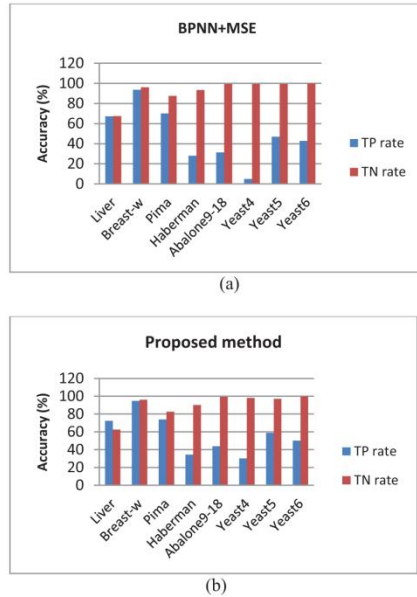 BPNN+MSE
120
100
80
60
40
20
0
Accuracy (%)
Liver
Breast-w
Pima
Haberman
Abalone9-18
Yeast4
Yeast5
Yeast6
TP rate
TN rate
(a)
Proposed method
120
100
80
60
40
20
0
Accuracy (%)
Liver
Breast-w
Pima
Haberman
Abalone9-18
Yeast4
Yeast5
Yeast6
TP rate
TN rate
(b)